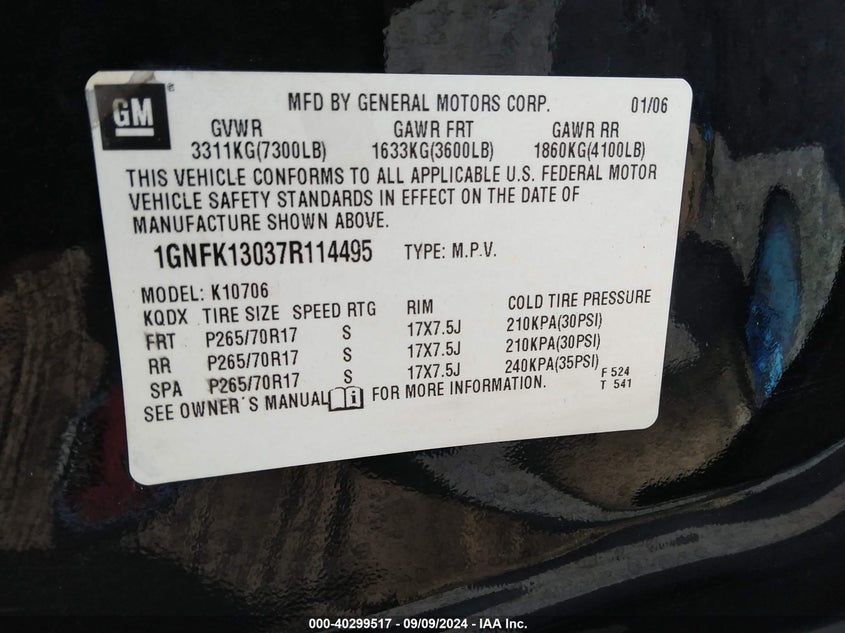 GM ®
MFD BY GENERAL MOTORS CORP. 01/06
GVWR GAWR FRT GAWR RR
3311KG(7300LB) 1633KG(3600LB) 1860KG(4100LB)
THIS VEHICLE CONFORMS TO ALL APPLICABLE U.S. FEDERAL MOTOR
VEHICLE SAFETY STANDARDS IN EFFECT ON THE DATE OF
MANUFACTURE SHOWN ABOVE.
1GNFK13037R114495 TYPE: M.P.V.
MODEL: K10706
KQDX TIRE SIZE SPEED RTG RIM COLD TIRE PRESSURE
FRT P265/70R17 S 17X7.5J 210KPA(30PSI)
RR P265/70R17 S 17X7.5J 210KPA(30PSI)
SPA P265/70R17 S 17X7.5J 240KPA(35PSI)
F 524
SEE OWNER'S MANUAL i FOR MORE INFORMATION. T 541
000-40299517 - 09/09/2024 - IAA Inc.